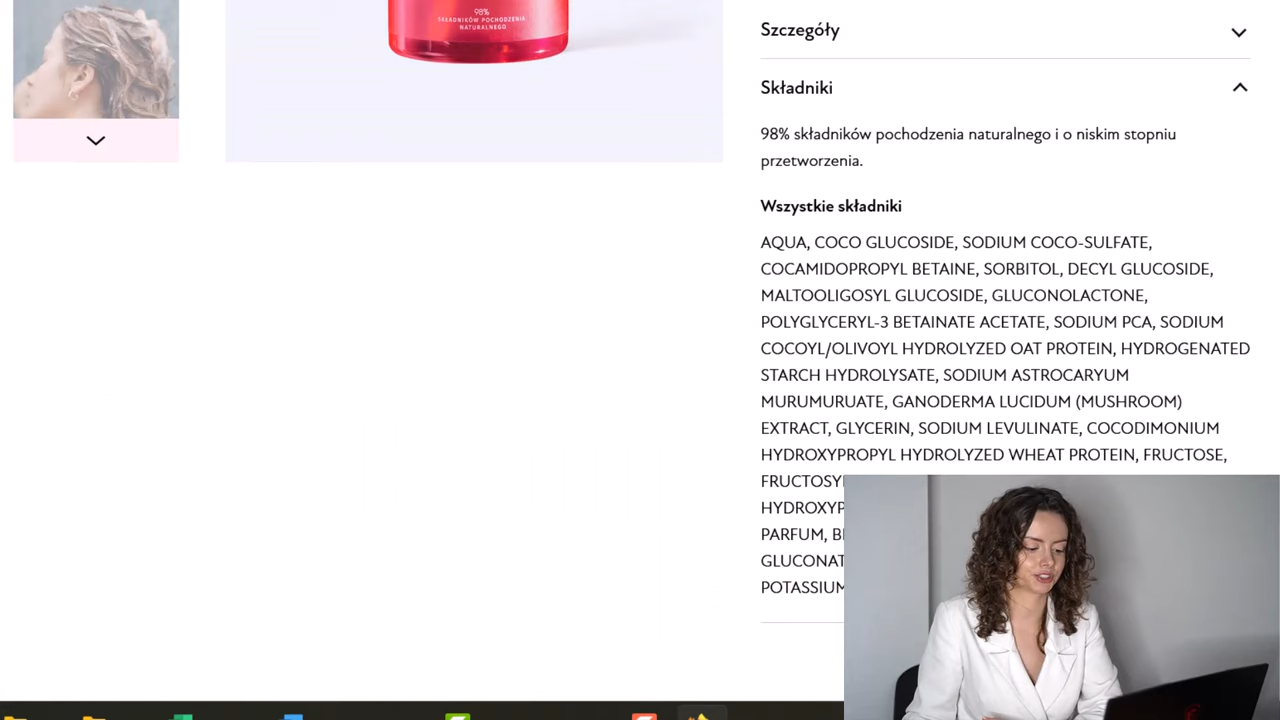 98%
SKŁADNIKÓW POCHODZENIA
NATURALNEGO
Szczegóły
Składniki
98% składników pochodzenia naturalnego i o niskim stopniu
przetworzenia.
Wszystkie składniki
AQUA, COCO GLUCOSIDE, SODIUM COCO-SULFATE,
COCAMIDOPROPYL BETAINE, SORBITOL, DECYL GLUCOSIDE,
MALTOOLIGOSYL GLUCOSIDE, GLUCONOLACTONE,
POLYGLYCERYL-3 BETAINATE ACETATE, SODIUM PCA, SODIUM
COCOYL/OLIVOYL HYDROLYZED OAT PROTEIN, HYDROGENATED
STARCH HYDROLYSATE, SODIUM ASTROCARYUM
MURUMURUATE, GANODERMA LUCIDUM (MUSHROOM)
EXTRACT, GLYCERIN, SODIUM LEVULINATE, COCODIMONIUM
HYDROXYPROPYL HYDROLYZED WHEAT PROTEIN, FRUCTOSE,
FRUCTOSY
HYDROXYP
PARFUM, B
GLUCONAT
POTASSIUM